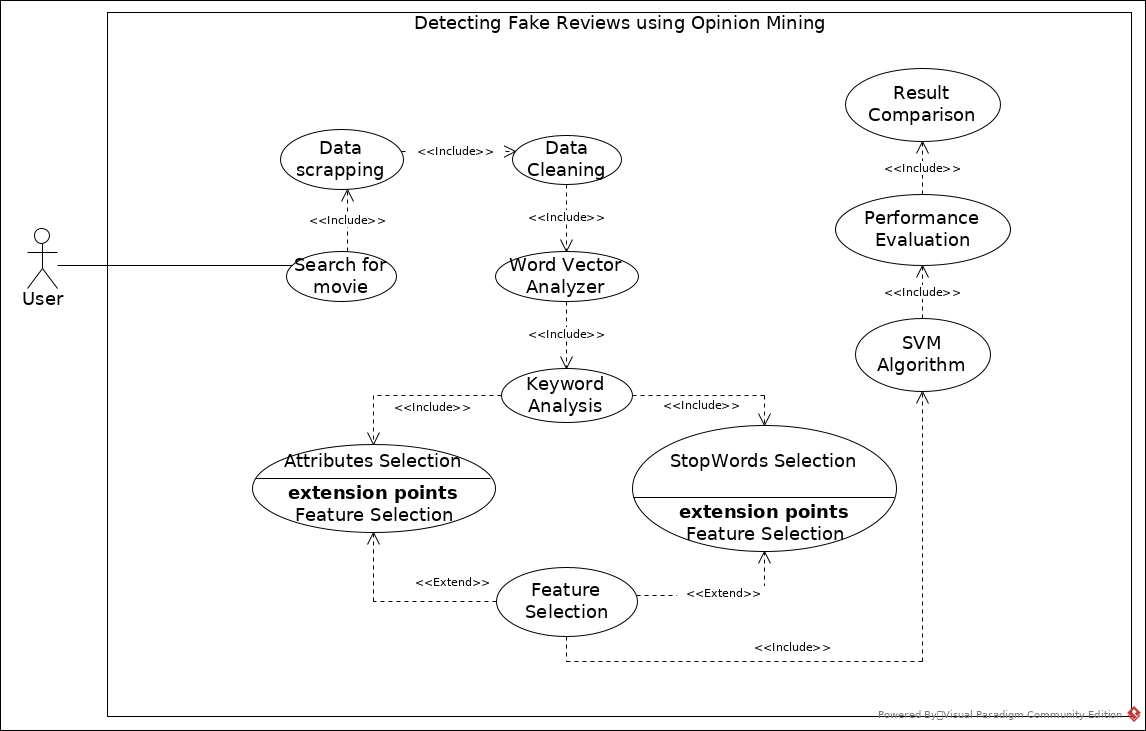 Detecting Fake Reviews using Opinion Mining
Result
Comparison
Data
scrapping
<<Include>>
Data
Cleaning
<<Include>>
<<Include>>
<<Include>>
Performance
Evaluation
User
Search for
movie
Word Vector
Analyzer
<<Include>>
<<Include>>
SVM
Algorithm
Keyword
Analysis
<<Include>>
<<Include>>
Attributes Selection
extension points
Feature Selection
StopWords Selection
extension points
Feature Selection
<<Extend>>
Feature
Selection
<<Extend>>
<<Include>>
Powered By Visual Paradigm Community Edition